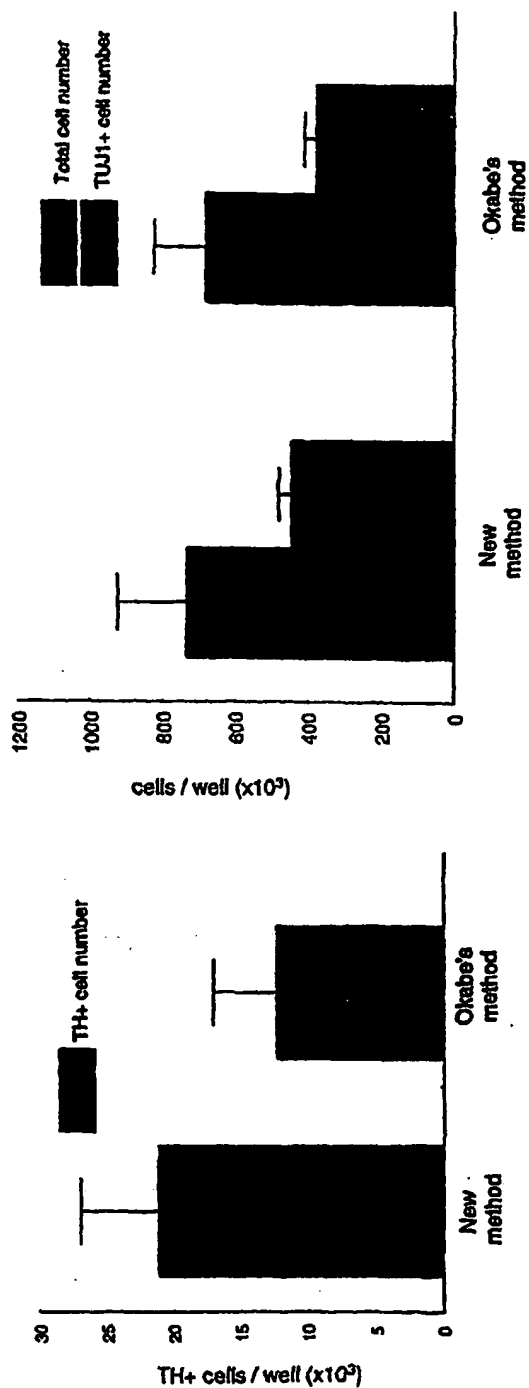 TH+ cells / well (x10³)
30
25
20
15
10
5
0
TH+ cell number
New
method
Okabe's
method
cells / well (x10³)
1200
1000
800
600
400
200
0
Total cell number
TUJ1+ cell number
New
method
Okabe's
method